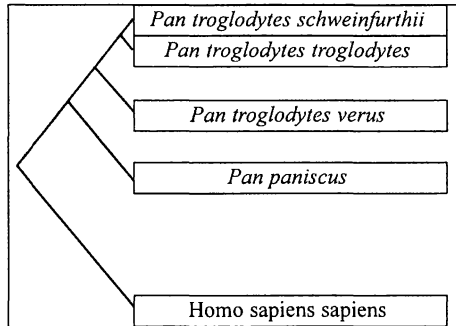 Pan troglodytes schweinfurthii
Pan troglodytes troglodytes
Pan troglodytes verus
Pan paniscus
Homo sapiens sapiens